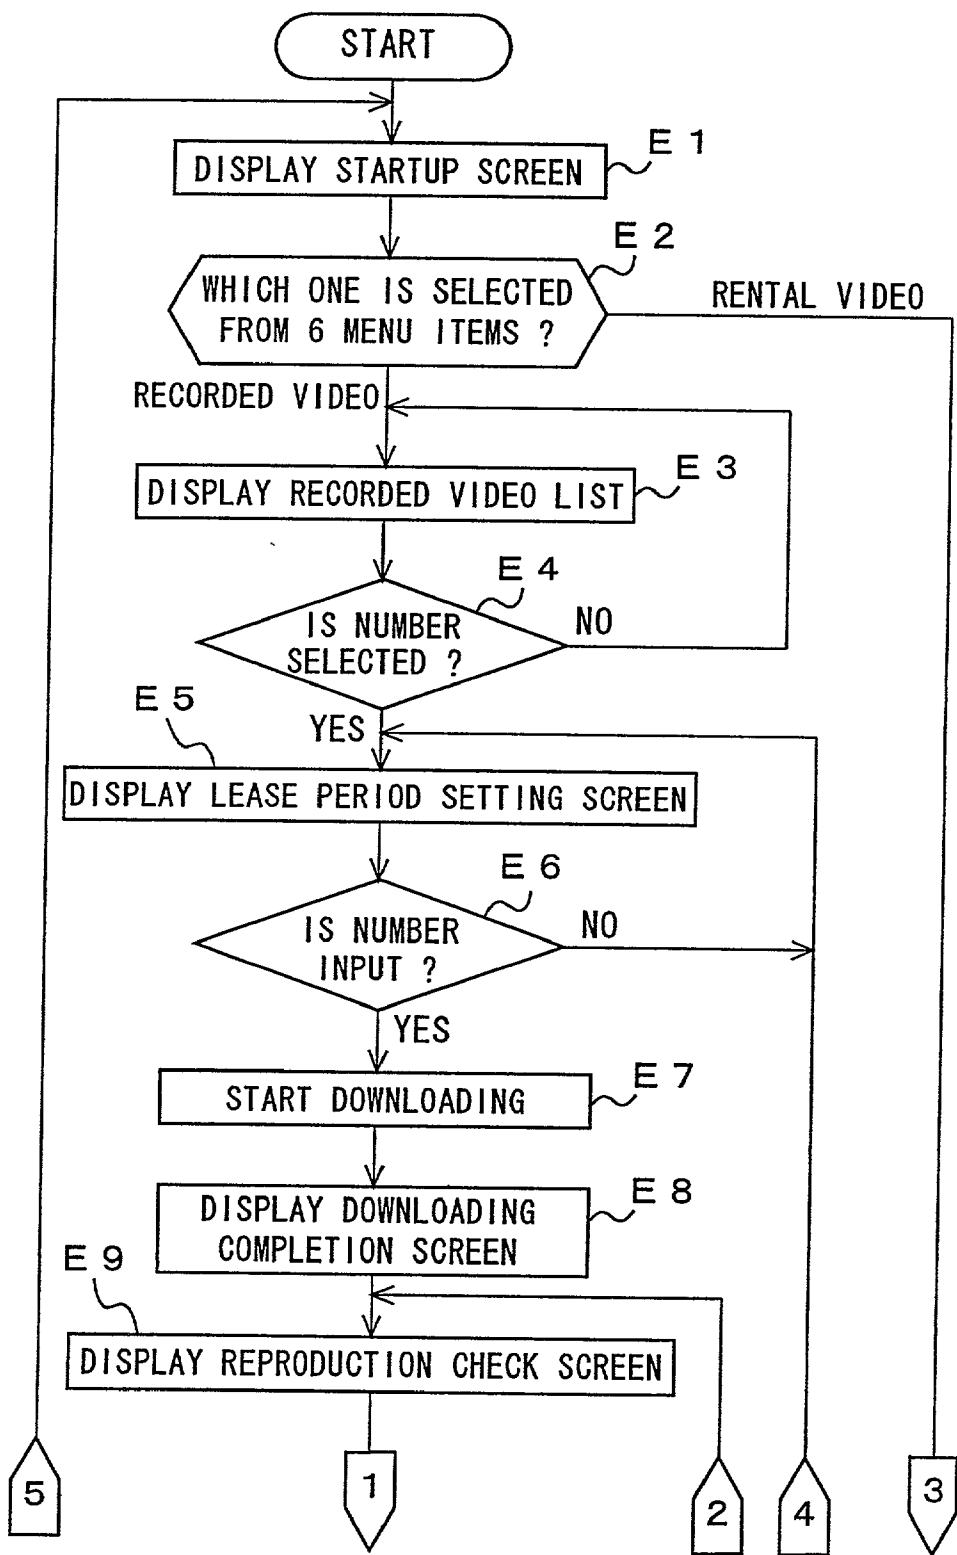 START
E 1
DISPLAY STARTUP SCREEN
E 2
WHICH ONE IS SELECTED
FROM 6 MENU ITEMS ?
RENTAL VIDEO
RECORDED VIDEO
E 3
DISPLAY RECORDED VIDEO LIST
E 4
IS NUMBER
SELECTED ?
NO
YES
E 5
DISPLAY LEASE PERIOD SETTING SCREEN
E 6
IS NUMBER
INPUT ?
NO
YES
E 7
START DOWNLOADING
E 8
DISPLAY DOWNLOADING
COMPLETION SCREEN
E 9
DISPLAY REPRODUCTION CHECK SCREEN
5
1
2
4
3